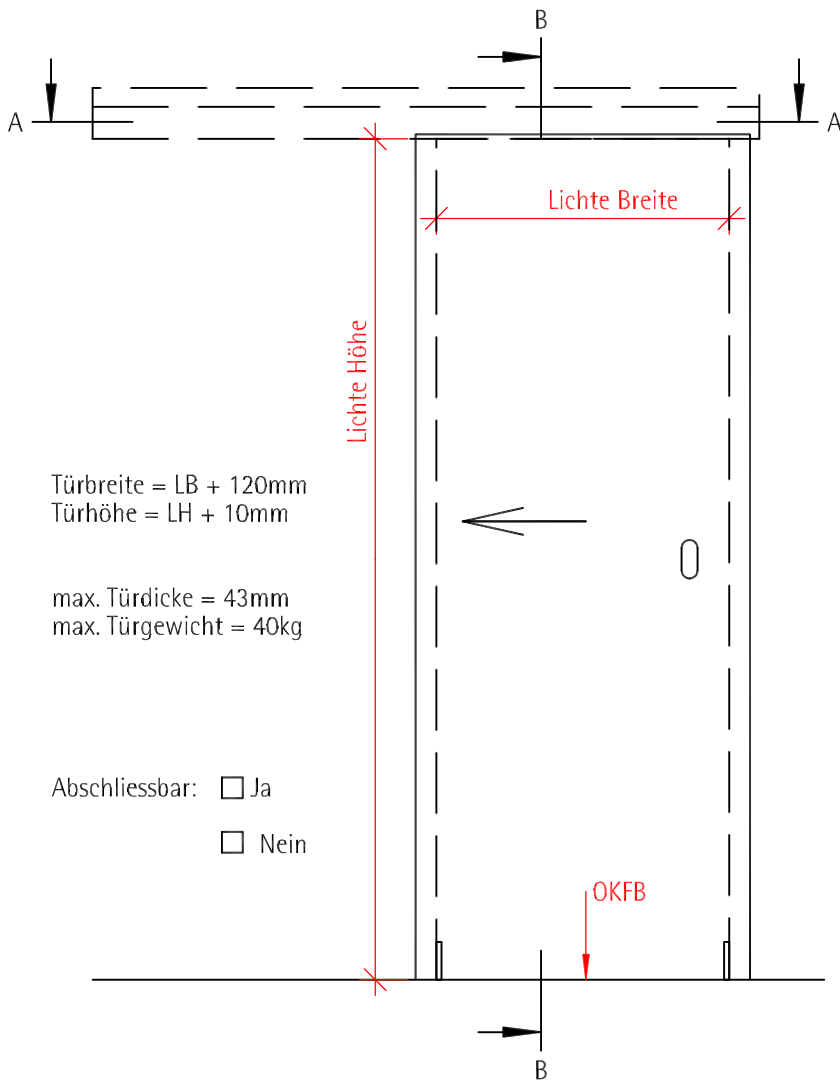 B
A
A
Lichte Breite
Lichte Höhe
Türbreite = LB + 120mm
Türhöhe = LH + 10mm
max. Türdicke = 43mm
max. Türgewicht = 40kg
Abschliessbar: Ja
Nein
OKFB
B